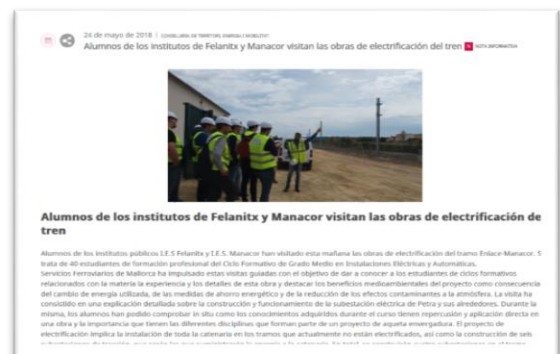 24 de mayo de 2018 | CONSELLERIA DE TERRITORI, ENERGIA I MOBILITAT
Alumnos de los institutos de Felanitx y Manacor visitan las obras de electrificación del tren NOTA INFORMATIVA
Alumnos de los institutos de Felanitx y Manacor visitan las obras de electrificación de
tren
Alumnos de los institutos públicos I.E.S Felanitx y I.E.S. Manacor han visitado esta mañana las obras de electrificación del tramo Enlace-Manacor. S
trata de 40 estudiantes de formación profesional del Ciclo Formativo de Grado Medio en Instalaciones Eléctricas y Automáticas.
Servicios Ferroviarios de Mallorca ha impulsado estas visitas guiadas con el objetivo de dar a conocer a los estudiantes de ciclos formativos
relacionados con la materia la experiencia y los detalles de esta obra y destacar los beneficios medioambientales del proyecto como consecuencia
del cambio de energía utilizada, de las medidas de ahorro energético y de la reducción de los efectos contaminantes a la atmósfera. La visita ha
consistido en una explicación detallada sobre la construcción y funcionamiento de la subestación eléctrica de Petra y sus alrededores. Durante la
misma, los alumnos han podido comprobar in situ como los conocimientos adquiridos durante el curso tienen repercusión y aplicación directa en
una obra y la importancia que tienen las diferentes disciplinas que forman parte de un proyecto de aquesta envergadura. El proyecto de
electrificación implica la instalación de toda la catenaria en los tramos que actualmente no están electrificados, así como la construcción de seis